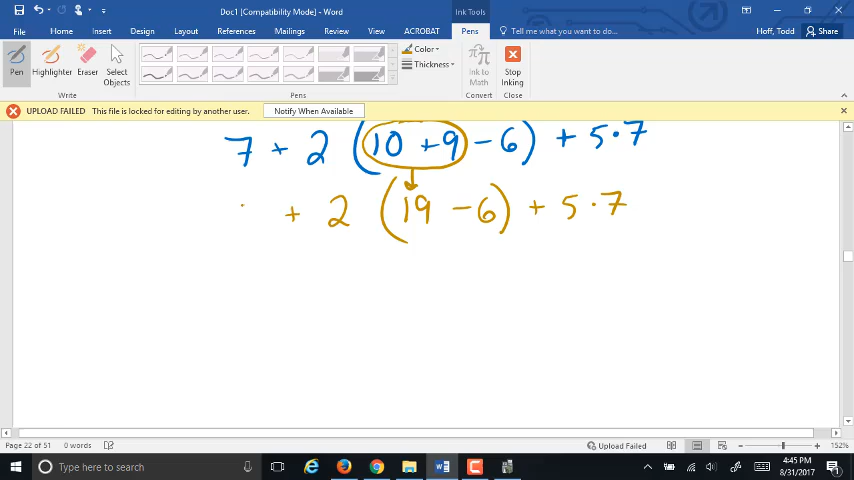 Doc1 [Compatibility Mode] - Word
Ink Tools
File Home Insert Design Layout References Mailings Review View ACROBAT Pens Tell me what you want to do... Hoff, Todd Share
Pen Highlighter Eraser Select Objects Color Thickness Ink to Math Stop Inking
Write Pens Convert Close
UPLOAD FAILED This file is locked for editing by another user. Notify When Available
7 + 2 (10 + 9 - 6) + 5 · 7
+ 2 (19 - 6) + 5 · 7
Page 22 of 51 0 words Upload Failed 152%
Type here to search 4:45 PM
8/31/2017